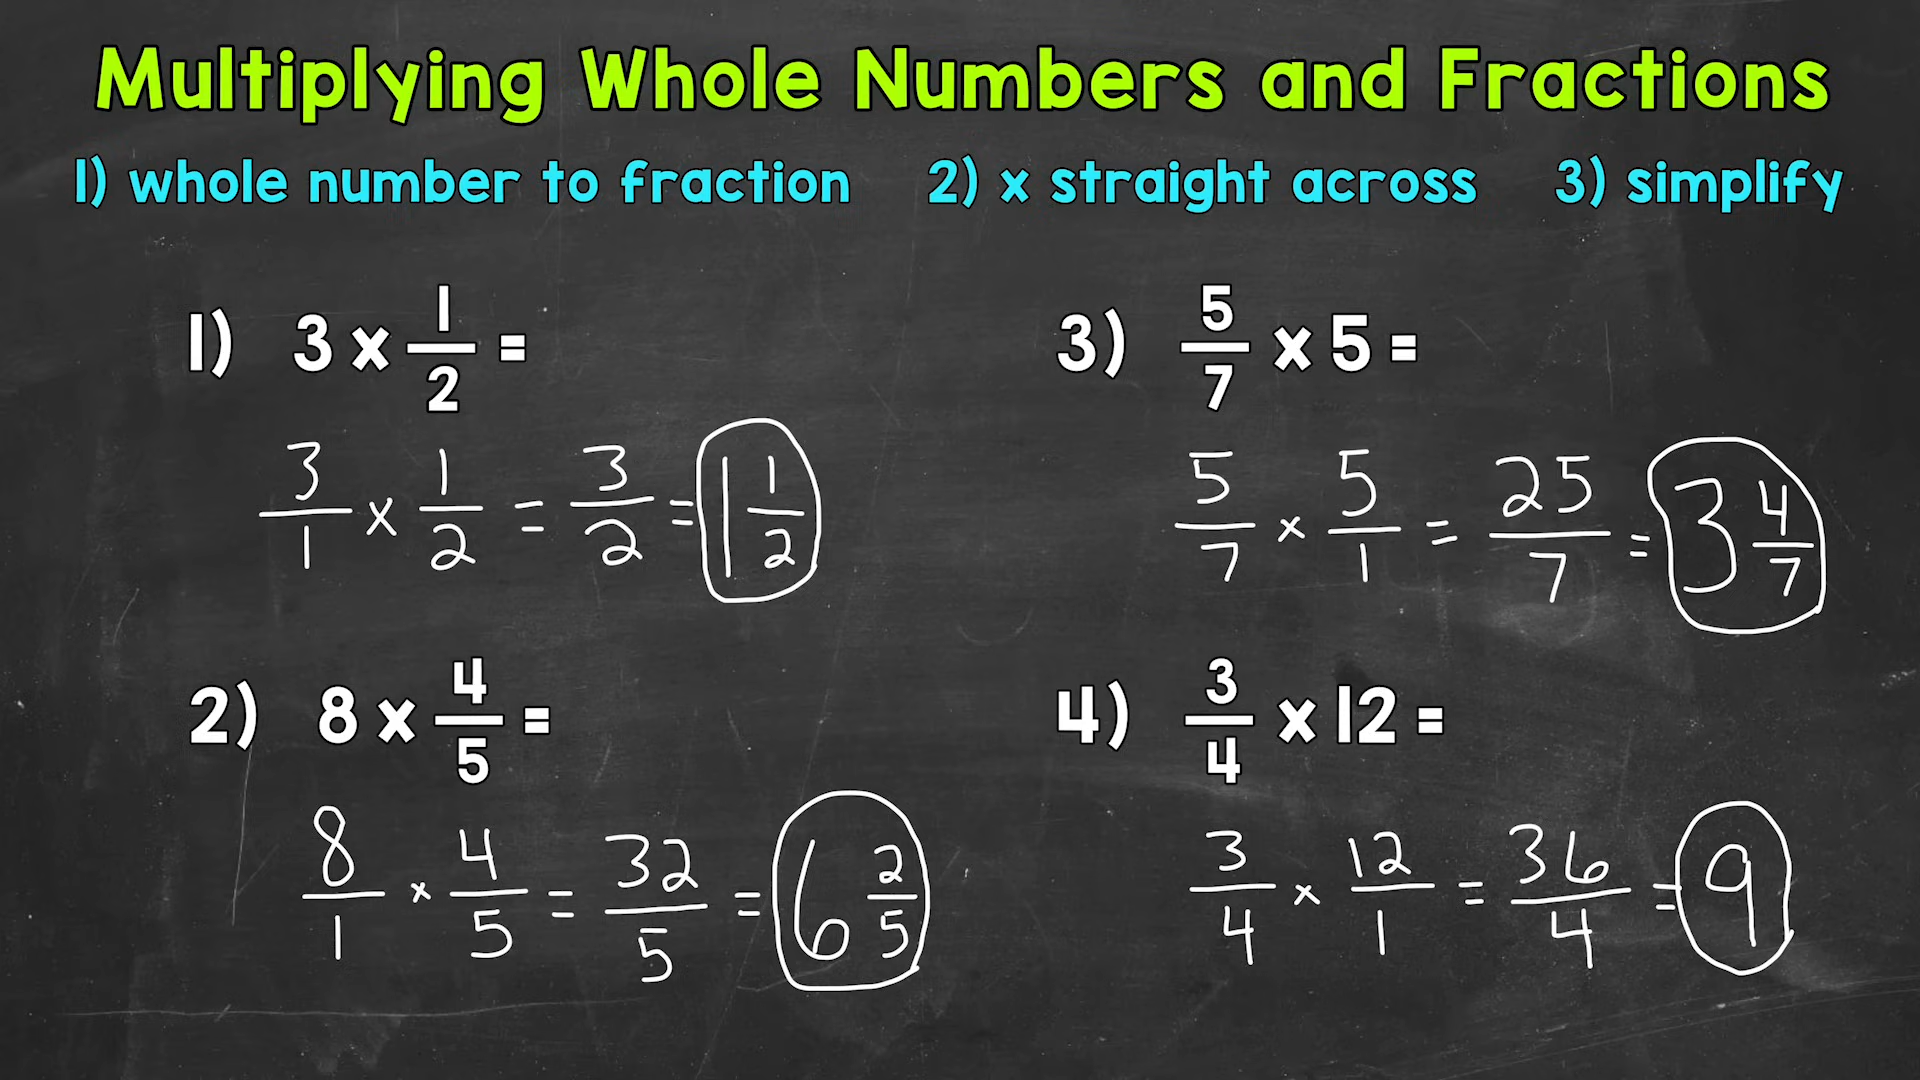 Multiplying Whole Numbers and Fractions
1) whole number to fraction 2) x straight across 3) simplify
1) 3 x 1/2 =
3/1 x 1/2 = 3/2 = 1 1/2
2) 8 x 4/5 =
8/1 x 4/5 = 32/5 = 6 2/5
3) 5/7 x 5 =
5/7 x 5/1 = 25/7 = 3 4/7
4) 3/4 x 12 =
3/4 x 12/1 = 36/4 = 9